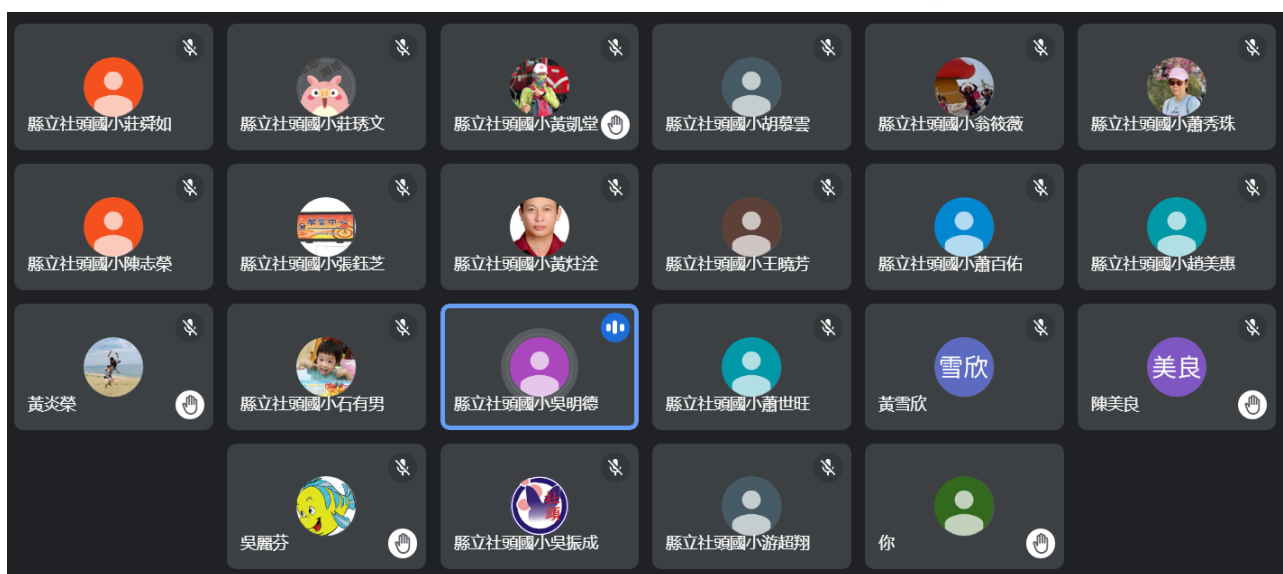 縣立社頭國小莊舜如
縣立社頭國小莊琇文
縣立社頭國小黃凱堂
縣立社頭國小胡慕雲
縣立社頭國小翁筱薇
縣立社頭國小蕭秀珠
縣立社頭國小陳志榮
縣立社頭國小張鈺芝
縣立社頭國小黃炷洤
縣立社頭國小王曉芳
縣立社頭國小蕭百佑
縣立社頭國小趙美惠
黃炎榮
縣立社頭國小石有男
縣立社頭國小吳明德
縣立社頭國小蕭世旺
雪欣
黃雪欣
美良
陳美良
吳麗芬
社頭
縣立社頭國小吳振成
縣立社頭國小游超翔
你